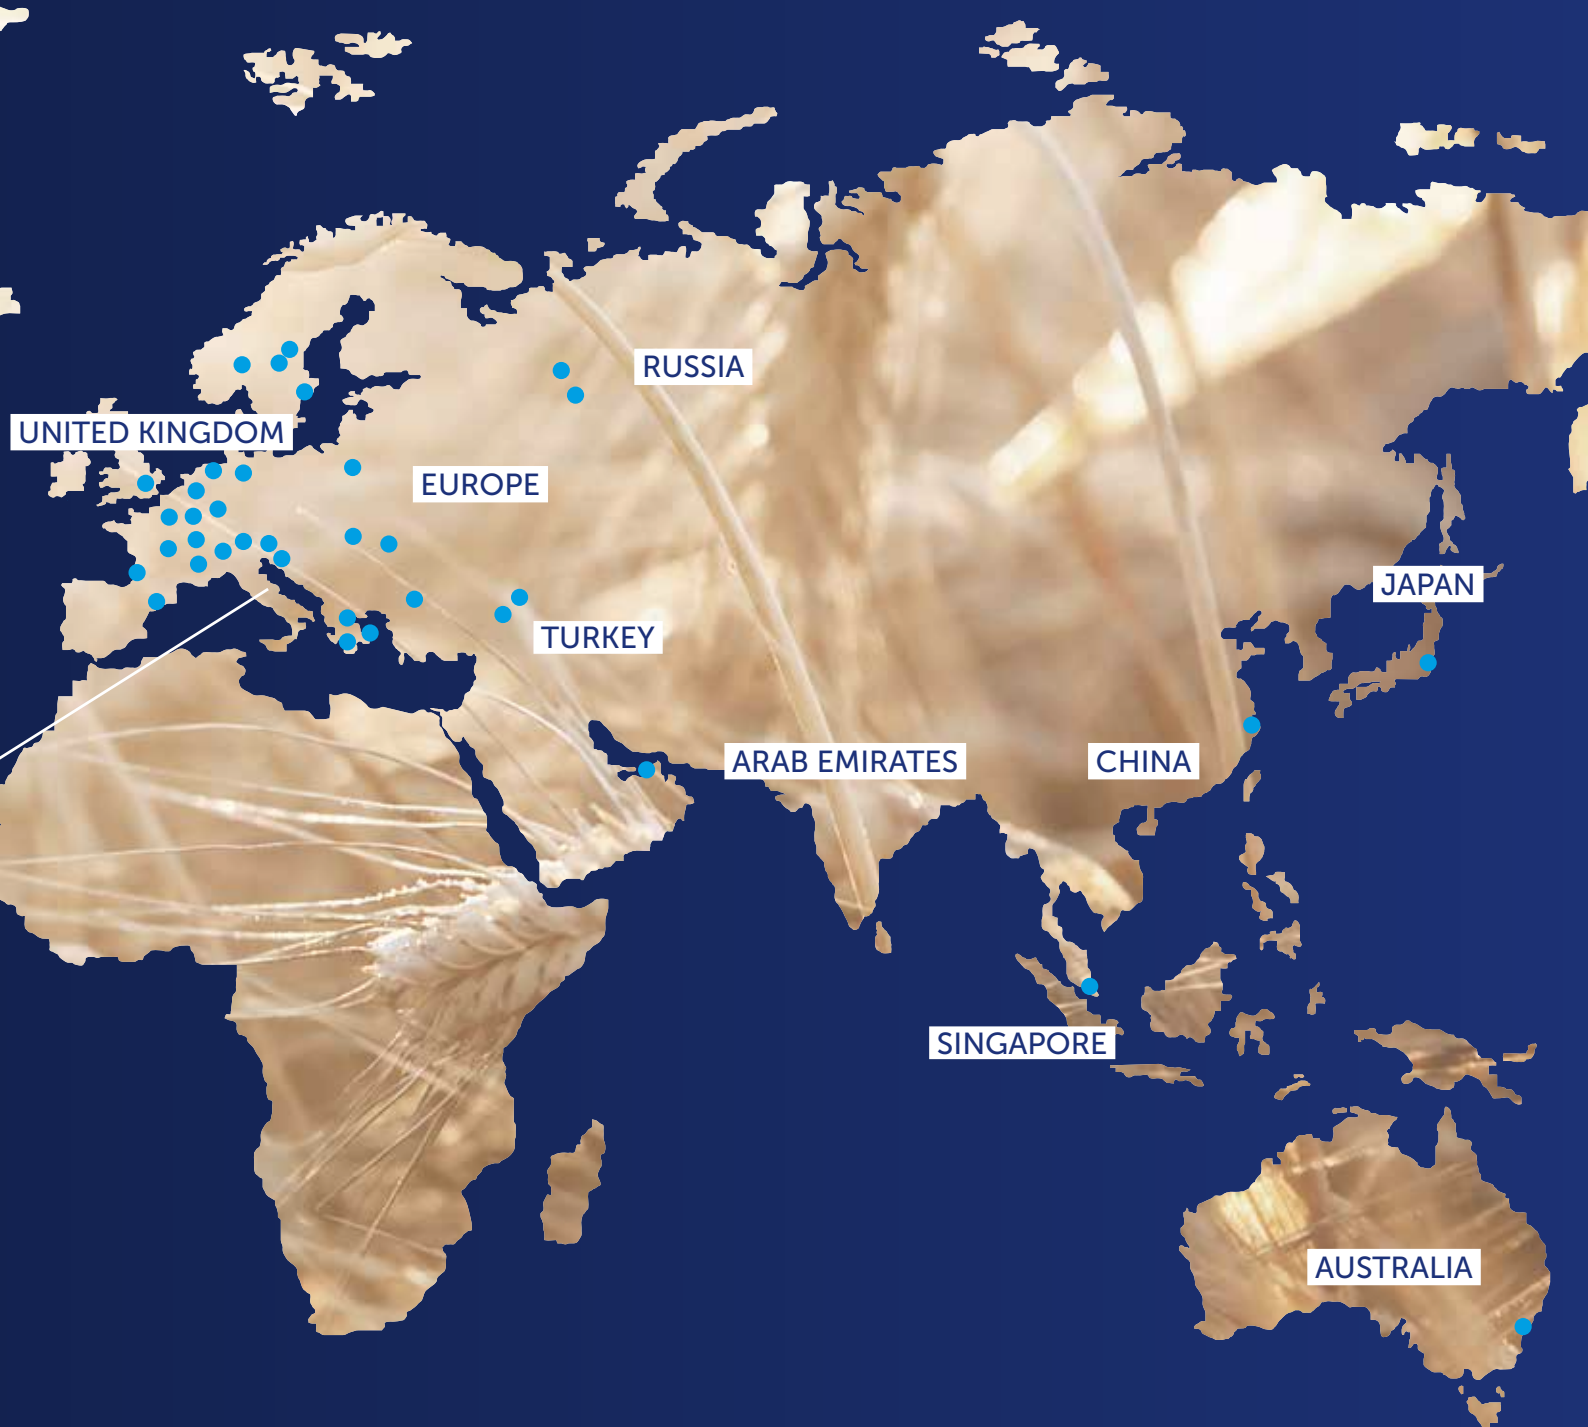 RUSSIA
UNITED KINGDOM
EUROPE
JAPAN
TURKEY
ARAB EMIRATES
CHINA
SINGAPORE
AUSTRALIA